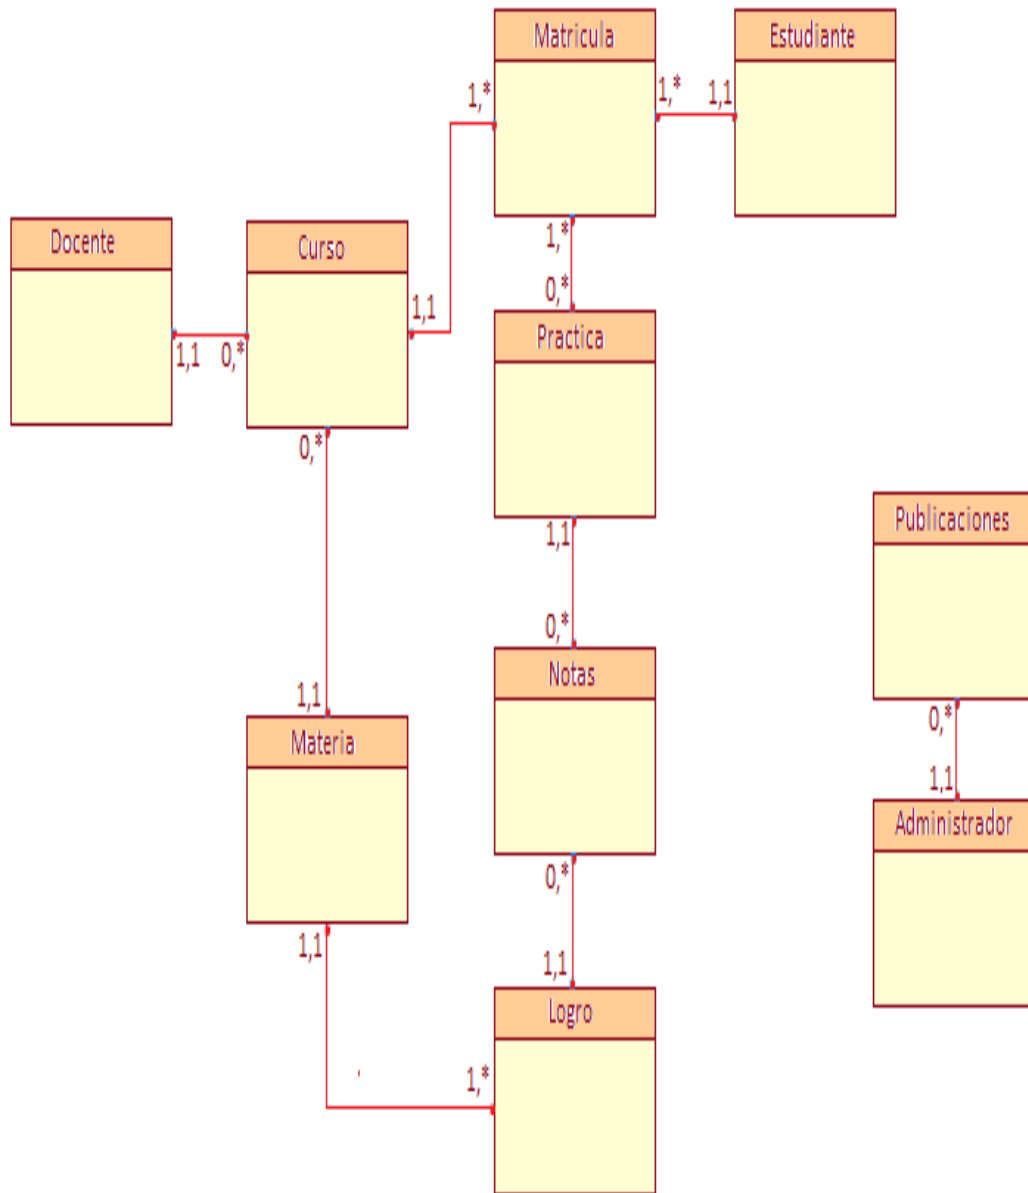 Matricula
Estudiante
1,*
1,*
1,1
Docente
Curso
1,*
1,1
0,*
1,1
0,*
Practica
0,*
Publicaciones
1,1
0,*
Notas
1,1
0,*
Materia
1,1
Administrador
0,*
1,1
1,1
Logro
1,*